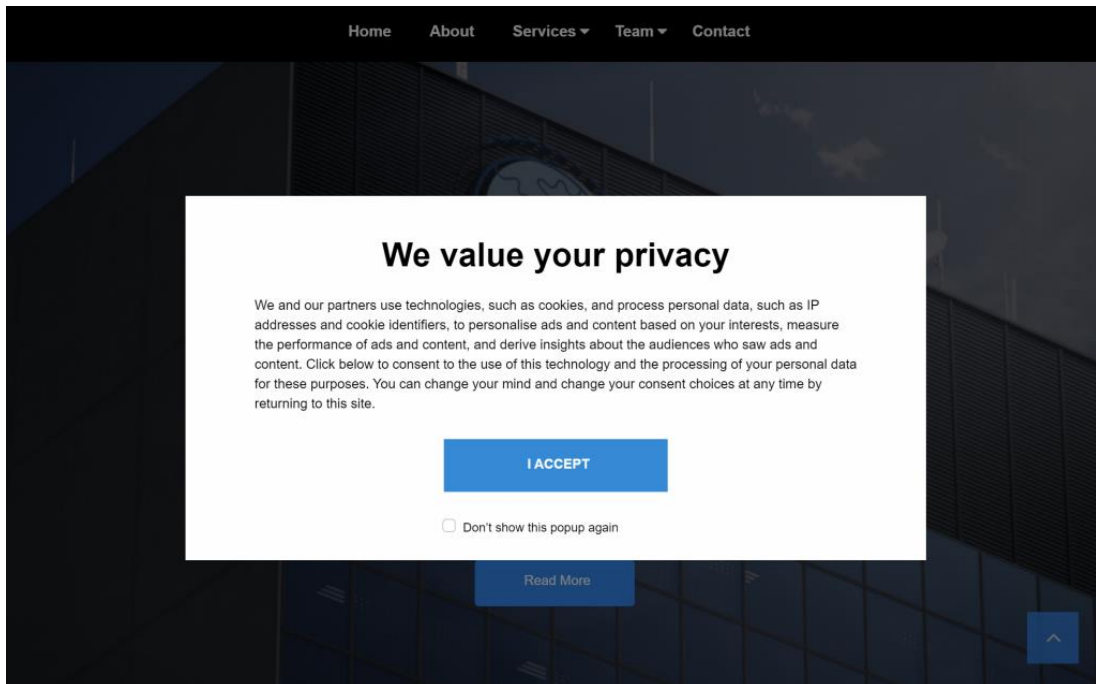 Home About Services Team Contact
We value your privacy
We and our partners use technologies, such as cookies, and process personal data, such as IP
addresses and cookie identifiers, to personalise ads and content based on your interests, measure
the performance of ads and content, and derive insights about the audiences who saw ads and
content. Click below to consent to the use of this technology and the processing of your personal data
for these purposes. You can change your mind and change your consent choices at any time by
returning to this site.
I ACCEPT
Don't show this popup again
Read More